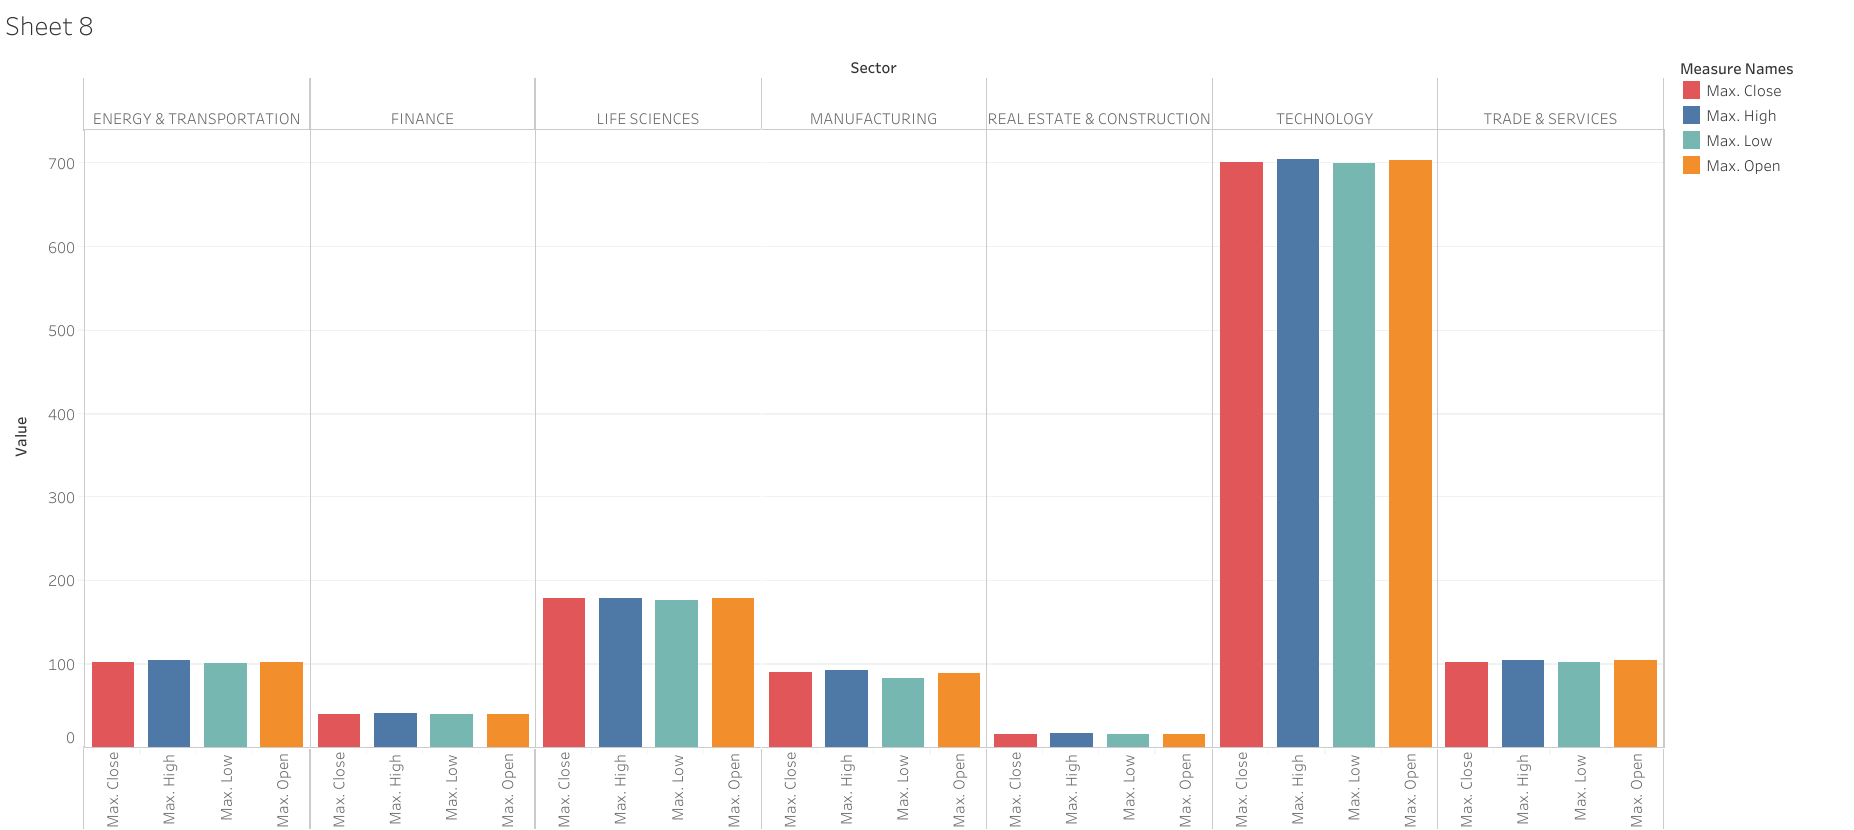 Sheet 8
Sector
Measure Names
Max. Close
Max. High
Max. Low
Max. Open
ENERGY & TRANSPORTATION
FINANCE
LIFE SCIENCES
MANUFACTURING
REAL ESTATE & CONSTRUCTION
TECHNOLOGY
TRADE & SERVICES
Value
700
600
500
400
300
200
100
0
Max. Close
Max. High
Max. Low
Max. Open
Max. Close
Max. High
Max. Low
Max. Open
Max. Close
Max. High
Max. Low
Max. Open
Max. Close
Max. High
Max. Low
Max. Open
Max. Close
Max. High
Max. Low
Max. Open
Max. Close
Max. High
Max. Low
Max. Open
Max. Close
Max. High
Max. Low
Max. Open